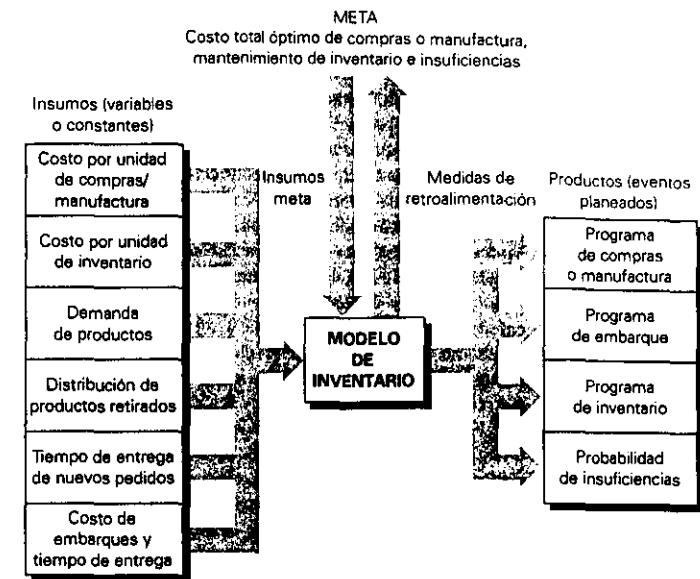 META
Costo total óptimo de compras o manufactura,
mantenimiento de inventario e insuficiencias
Insumos (variables
o constantes)
Costo por unidad
de compras/
manufactura
Costo por unidad
de inventario
Demanda
de productos
Distribución de
productos retirados
Tiempo de entrega
de nuevos pedidos
Costo de
embarques y
tiempo de entrega
Insumos
meta
Medidas de
retroalimentación
MODELO
DE
INVENTARIO
Productos (eventos
planeados)
Programa
de compras
o manufactura
Programa
de embarque
Programa
de inventario
Probabilidad
de insuficiencias